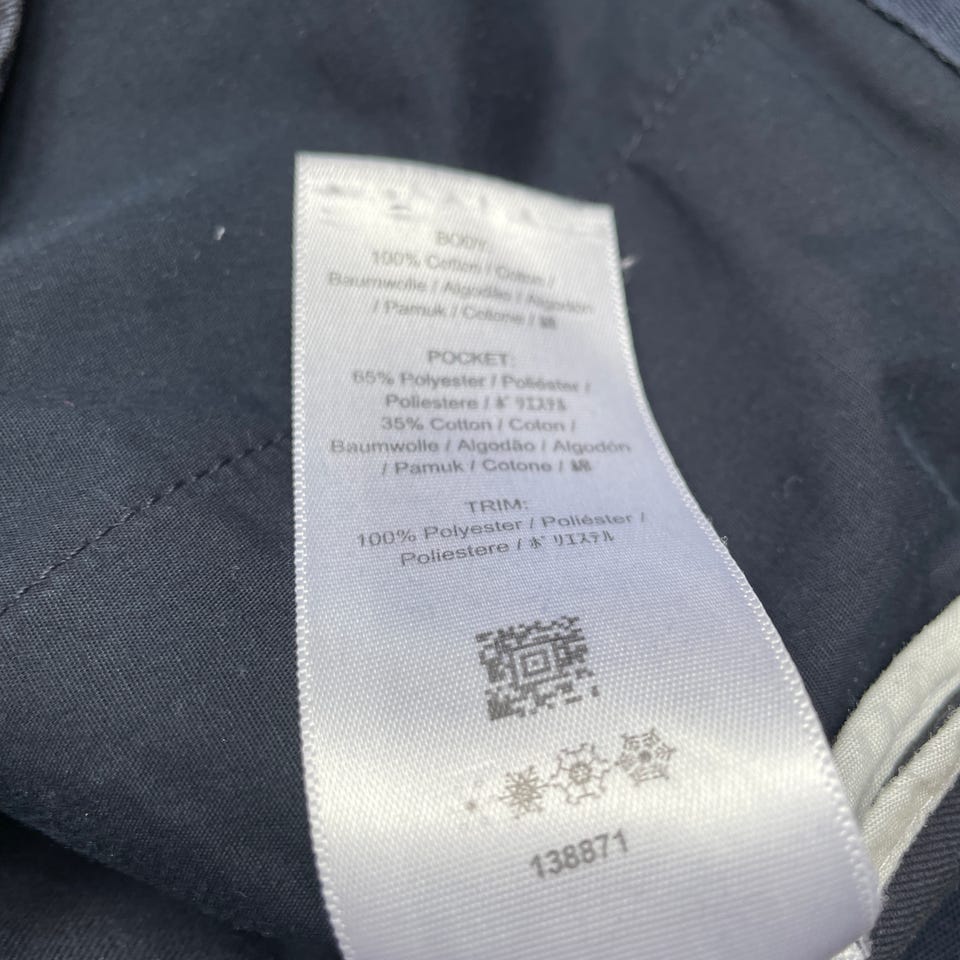 BODY:
100% Cotton / Coton /
Baumwolle / Algodão / Algodón
/ Pamuk / Cotone / 綿
POCKET:
65% Polyester / Poliéster /
Poliestere / ポリエステル
35% Cotton / Coton /
Baumwolle / Algodão / Algodón
/ Pamuk / Cotone / 綿
TRIM:
100% Polyester / Poliéster /
Poliestere / ポリエステル
138871